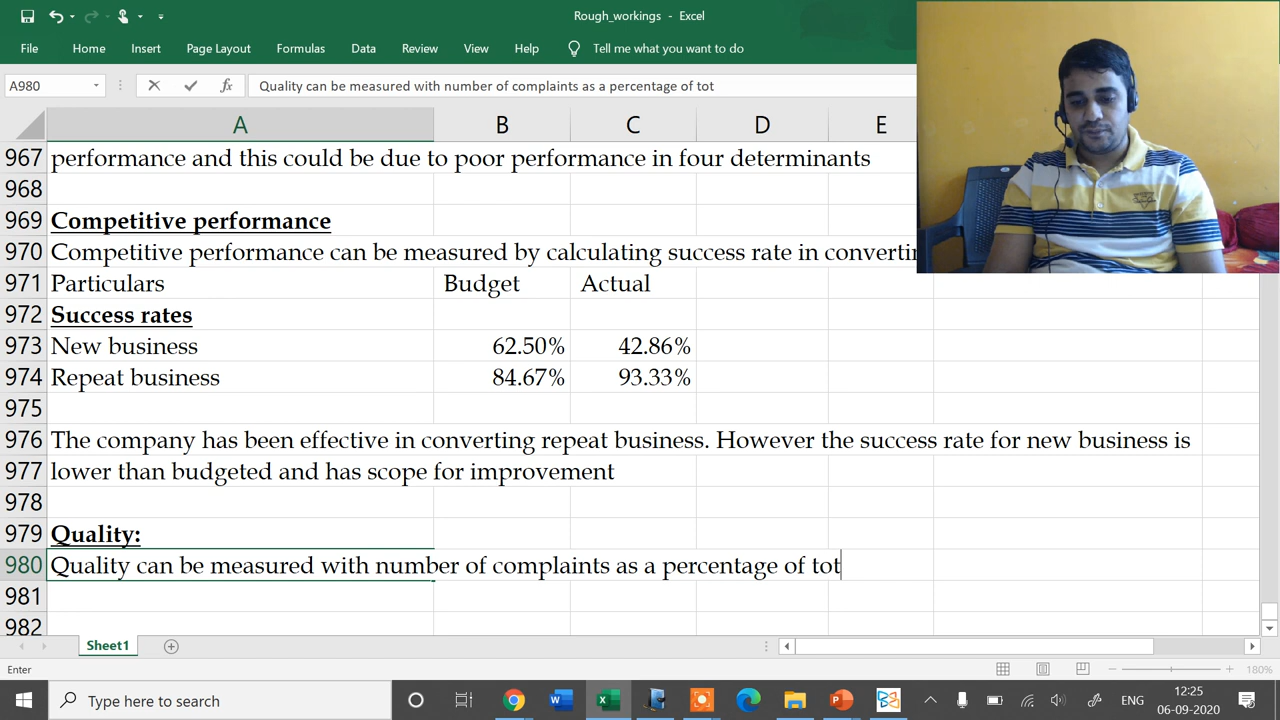 Rough_workings - Excel
File Home Insert Page Layout Formulas Data Review View Help Tell me what you want to do
A980 fx Quality can be measured with number of complaints as a percentage of tot
A B C D E
967 performance and this could be due to poor performance in four determinants
968
969 Competitive performance
970 Competitive performance can be measured by calculating success rate in
971 Particulars Budget Actual
972 Success rates
973 New business 62.50% 42.86%
974 Repeat business 84.67% 93.33%
975
976 The company has been effective in converting repeat business. However the success rate for new business is
977 lower than budgeted and has scope for improvement
978
979 Quality:
980 Quality can be measured with number of complaints as a percentage of tot
981
982
Sheet1
Enter 180%
Type here to search ENG 12:25
06-09-2020